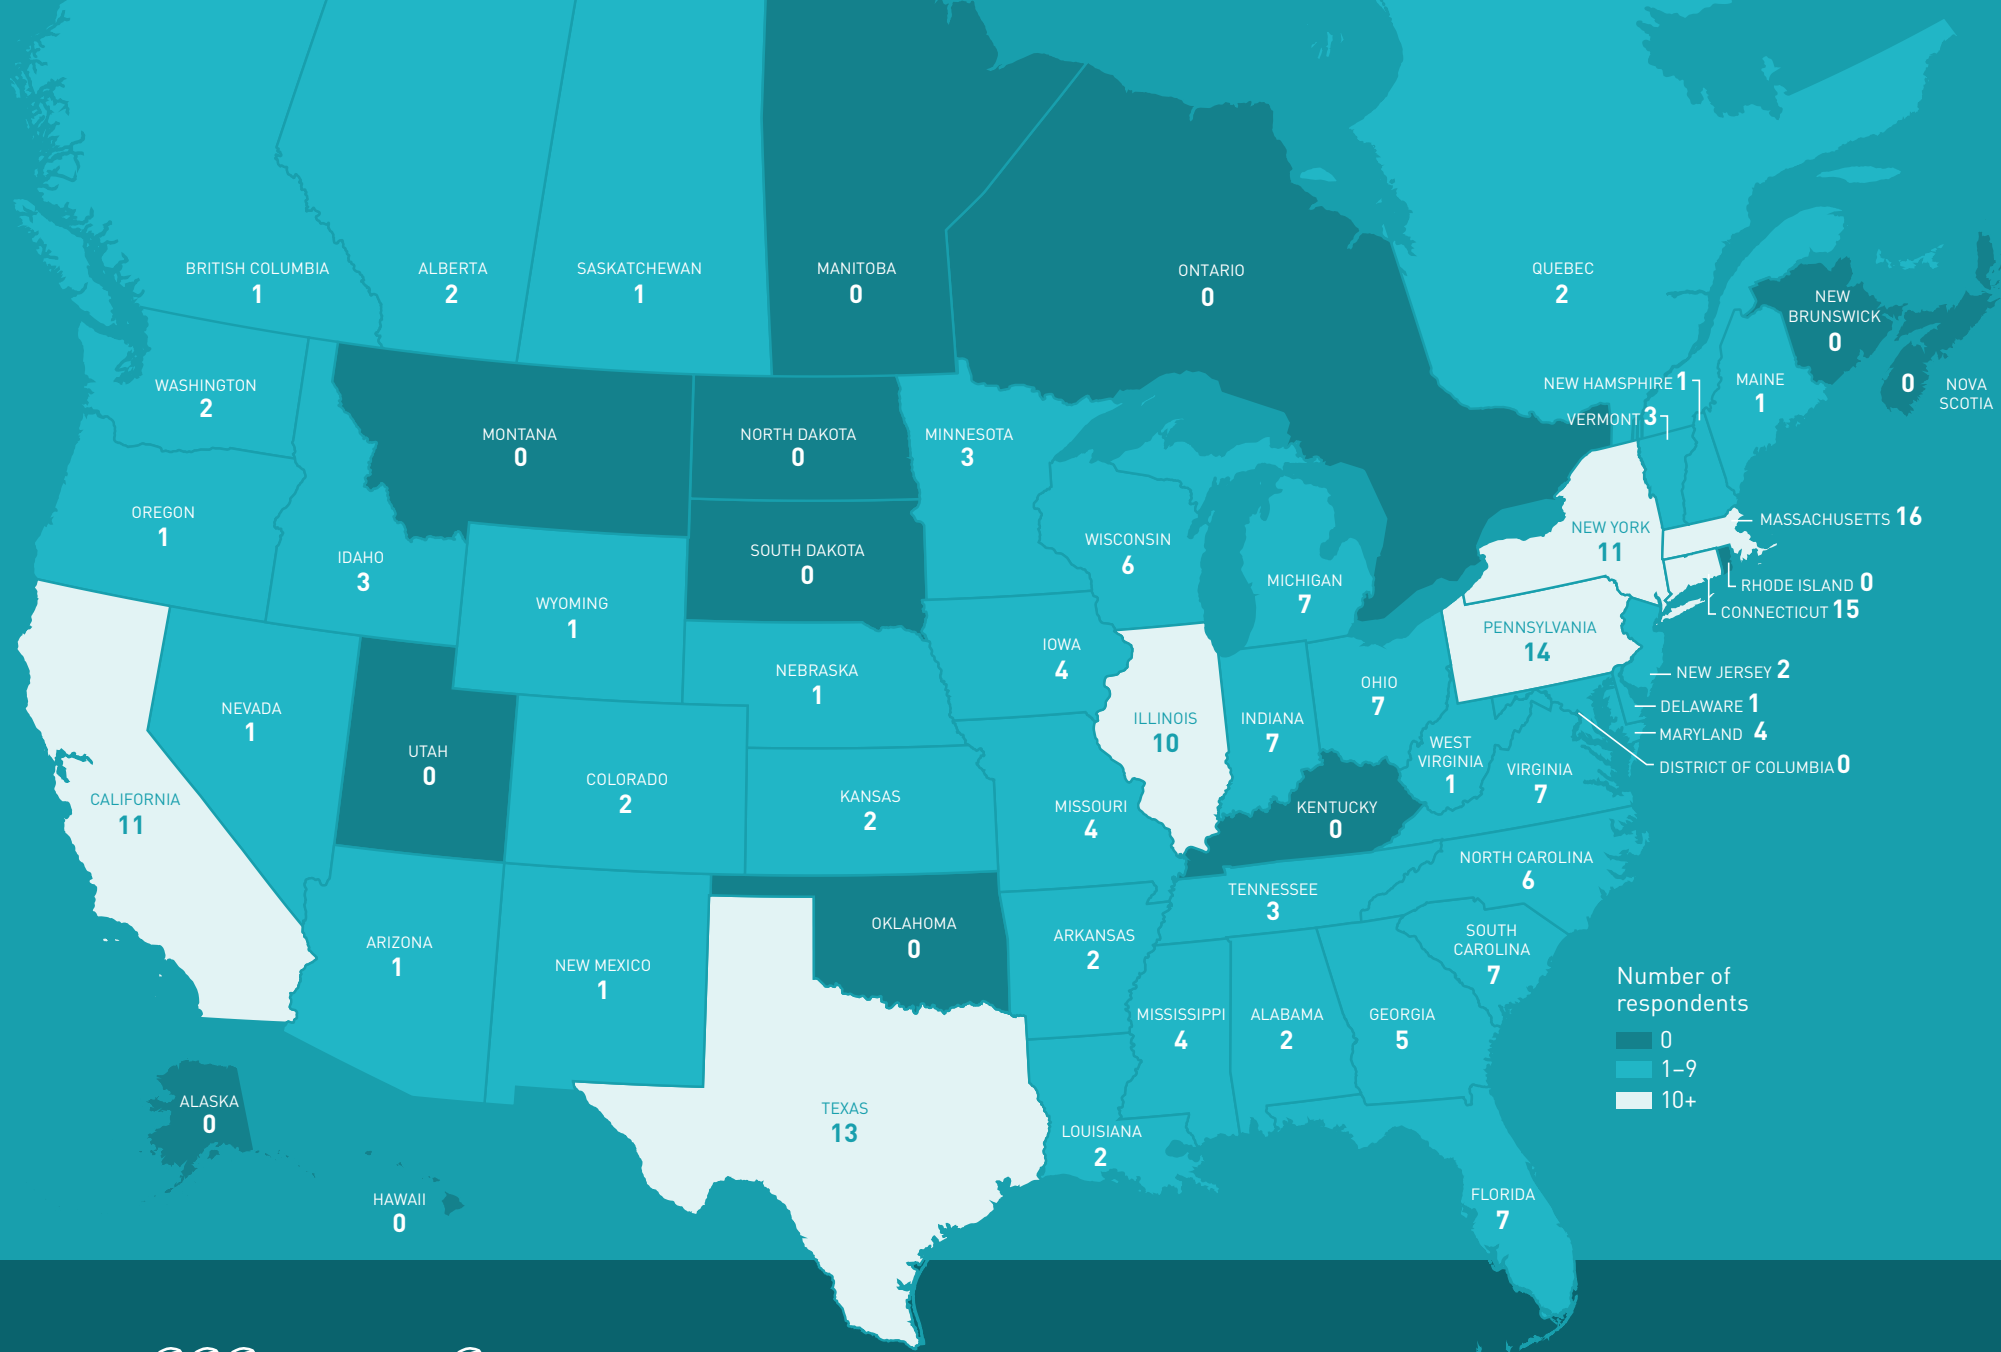 BRITISH COLUMBIA
1
ALBERTA
2
SASKATCHEWAN
1
MANITOBA
0
ONTARIO
0
QUEBEC
2
NEW
BRUNSWICK
0
0
NOVA
SCOTIA
WASHINGTON
2
MONTANA
0
NORTH DAKOTA
0
MINNESOTA
3
NEW HAMSPHIRE 1
VERMONT 3
MAINE
1
OREGON
1
IDAHO
3
WYOMING
1
SOUTH DAKOTA
0
WISCONSIN
6
MICHIGAN
7
NEW YORK
11
MASSACHUSETTS 16
RHODE ISLAND 0
CONNECTICUT 15
PENNSYLVANIA
14
NEW JERSEY 2
DELAWARE 1
MARYLAND 4
DISTRICT OF COLUMBIA 0
NEVADA
1
UTAH
0
COLORADO
2
NEBRASKA
1
IOWA
4
ILLINOIS
10
INDIANA
7
OHIO
7
WEST
VIRGINIA
1
VIRGINIA
7
CALIFORNIA
11
KANSAS
2
MISSOURI
4
KENTUCKY
0
NORTH CAROLINA
6
TENNESSEE
3
ARIZONA
1
NEW MEXICO
1
OKLAHOMA
0
ARKANSAS
2
SOUTH
CAROLINA
7
MISSISSIPPI
4
ALABAMA
2
GEORGIA
5
TEXAS
13
LOUISIANA
2
FLORIDA
7
ALASKA
0
HAWAII
0
Number of
respondents
0
1–9
10+